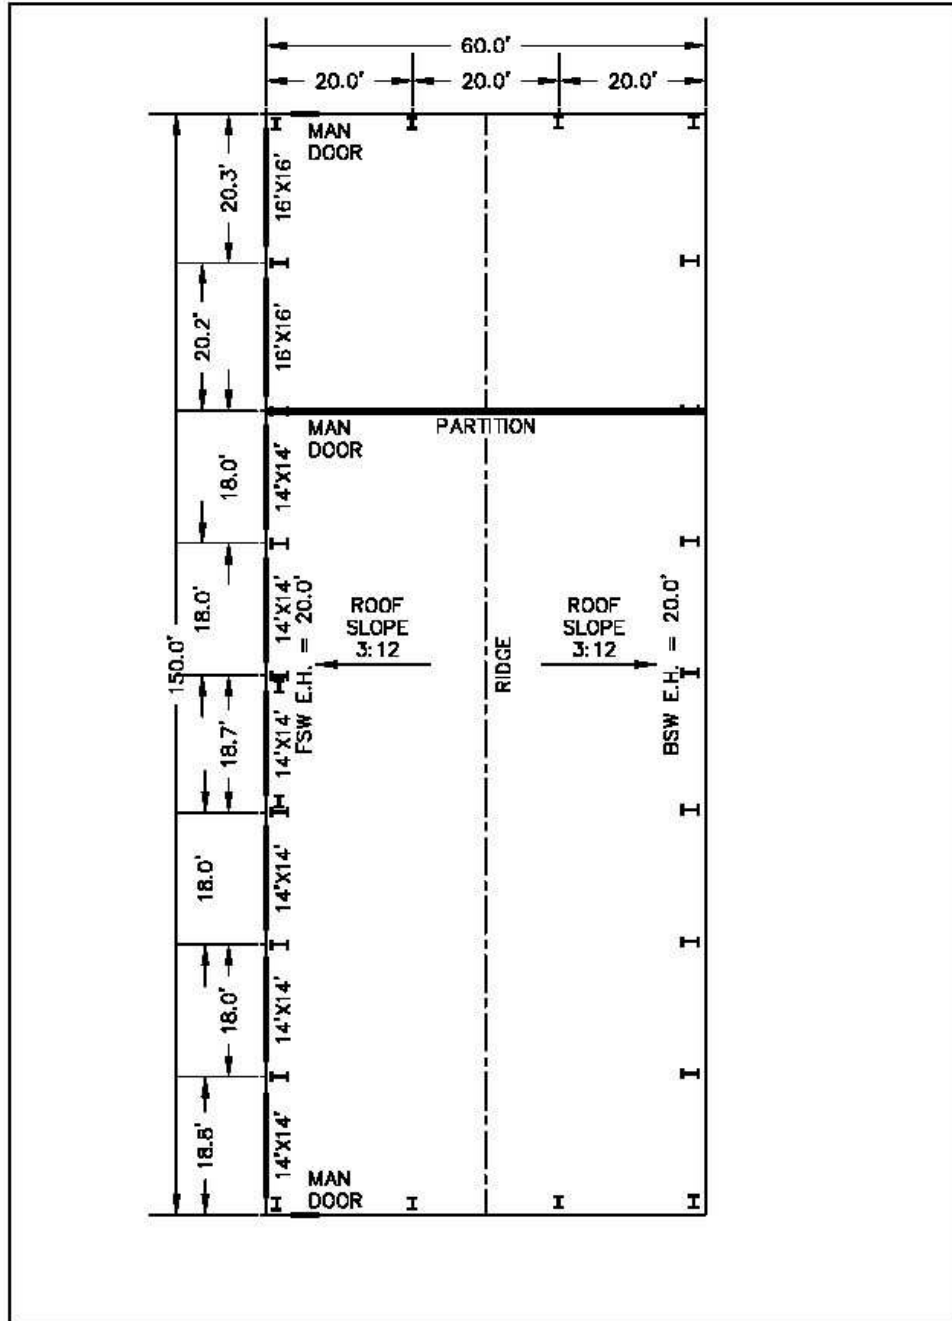 60.0'
20.0' 20.0' 20.0'
MAN
DOOR
20.3'
16'X16'
20.2'
16'X16'
PARTITION
MAN
DOOR
18.0'
14'X14'
18.0'
14'X14'
FSW E.H. = 20.0'
ROOF
SLOPE
3:12
RIDGE
ROOF
SLOPE
3:12
BSW E.H. = 20.0'
150.0'
18.7'
14'X14'
18.0'
14'X14'
18.0'
14'X14'
18.8'
14'X14'
MAN
DOOR